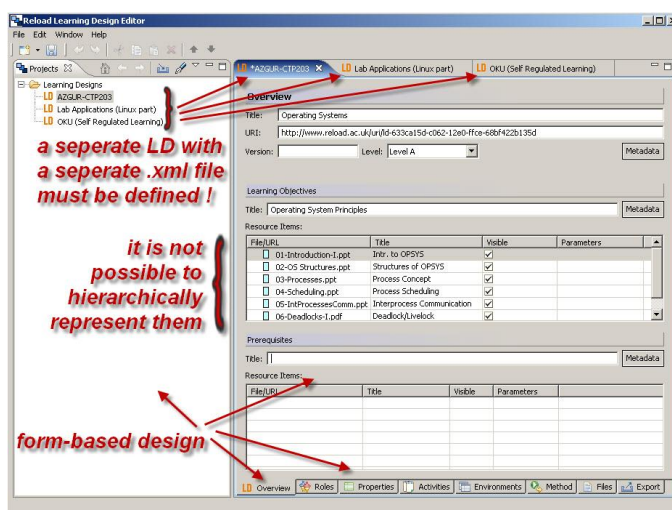 Reload Learning Design Editor
File Edit Window Help
Projects
Learning Designs
LD AZGUR-CTP203
LD Lab Applications (Linux part)
LD OKU (Self Regulated Learning)
a seperate LD with
a seperate .xml file
must be defined !
it is not
possible to
hierarchically
represent them
form-based design
LD *AZGUR-CTP203
LD Lab Applications (Linux part)
LD OKU (Self Regulated Learning)
Overview
Title: Operating Systems
URI: http://www.reload.ac.uk/uri/ld-633ca15d-c062-12e0-ffce-68bf422b135d
Version: Level: Level A Metadata
Learning Objectives
Title: Operating System Principles Metadata
Resource Items:
File/URL Title Visible Parameters
01-Introduction-I.ppt Intr. to OPSYS
02-OS Structures.ppt Structures of OPSYS
03-Processes.ppt Process Concept
04-Scheduling.ppt Process Scheduling
05-IntProcessesComm.ppt Interprocess Communication
06-Deadlocks-I.pdf Deadlock/Livelock
Prerequisites
Title: Metadata
Resource Items:
File/URL Title Visible Parameters
LD Overview Roles Properties Activities Environments Method Files Export